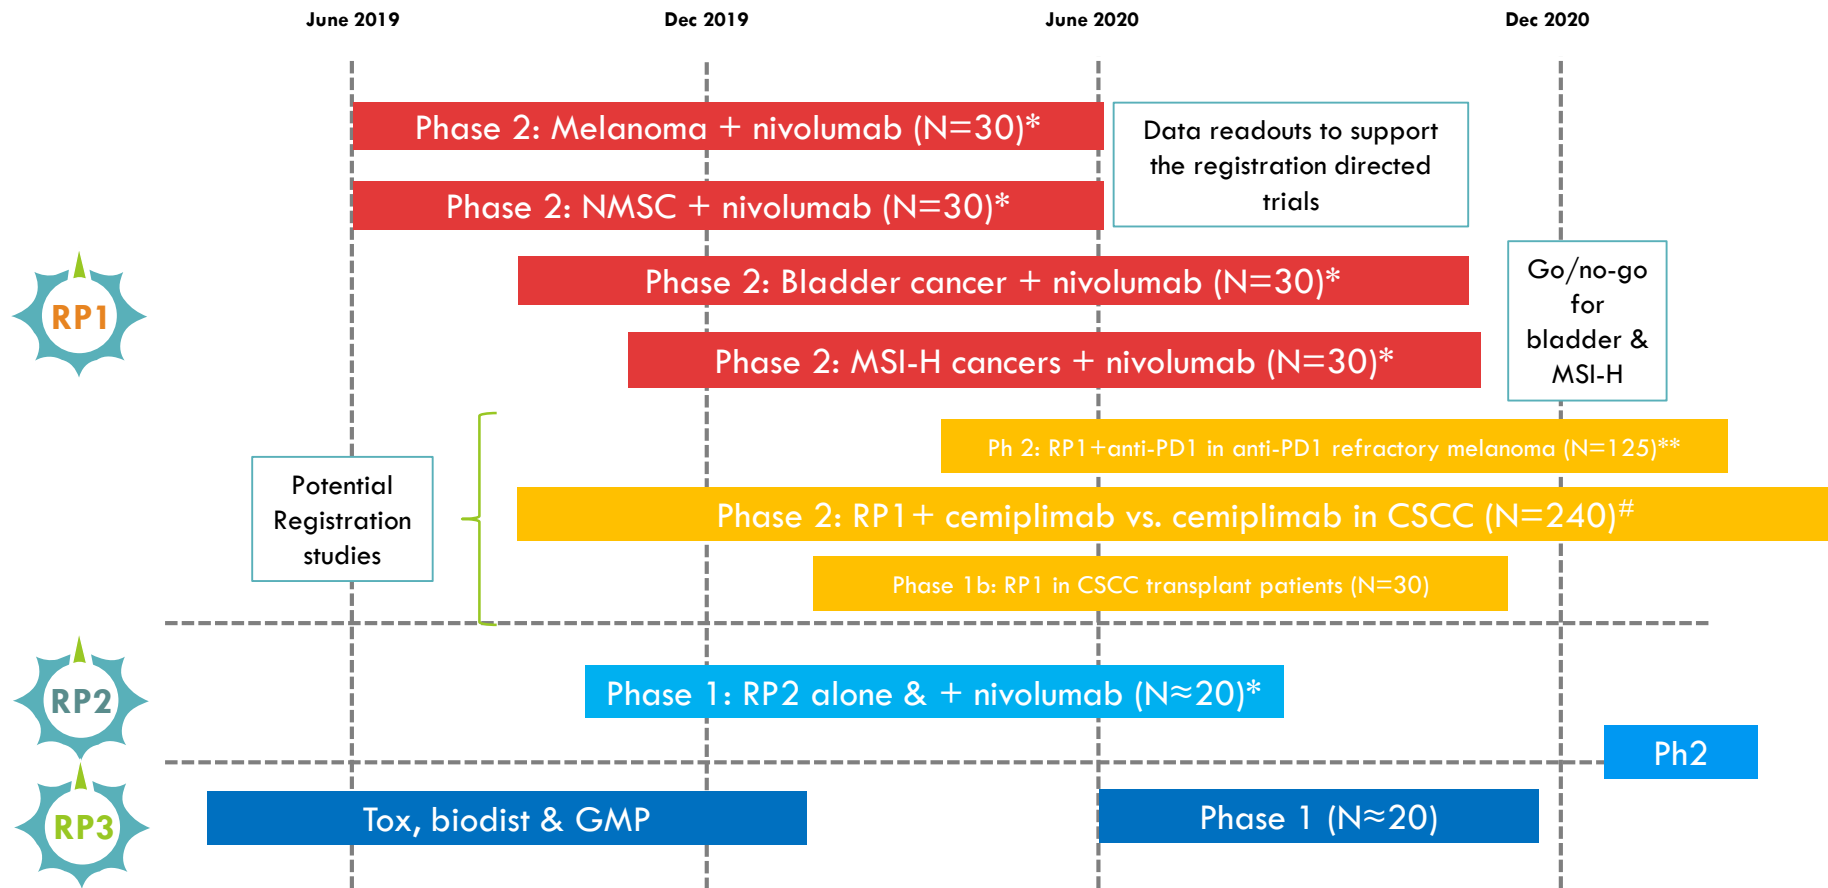 June 2019
Dec 2019
June 2020
Dec 2020
Phase 2: Melanoma + nivolumab (N=30)*
Data readouts to support
the registration directed
trials
Phase 2: NMSC + nivolumab (N=30)*
RP1
Phase 2: Bladder cancer + nivolumab (N=30)*
Go/no-go
for
bladder &
MSI-H
Phase 2: MSI-H cancers + nivolumab (N=30)*
Ph 2: RP1+anti-PD1 in anti-PD1 refractory melanoma (N=125)**
Potential
Registration
studies
Phase 2: RP1+ cemiplimab vs. cemiplimab in CSCC (N=240)#
Phase 1b: RP1 in CSCC transplant patients (N=30)
RP2
Phase 1: RP2 alone & + nivolumab (N≈20)*
Ph2
RP3
Tox, biodist & GMP
Phase 1 (N≈20)